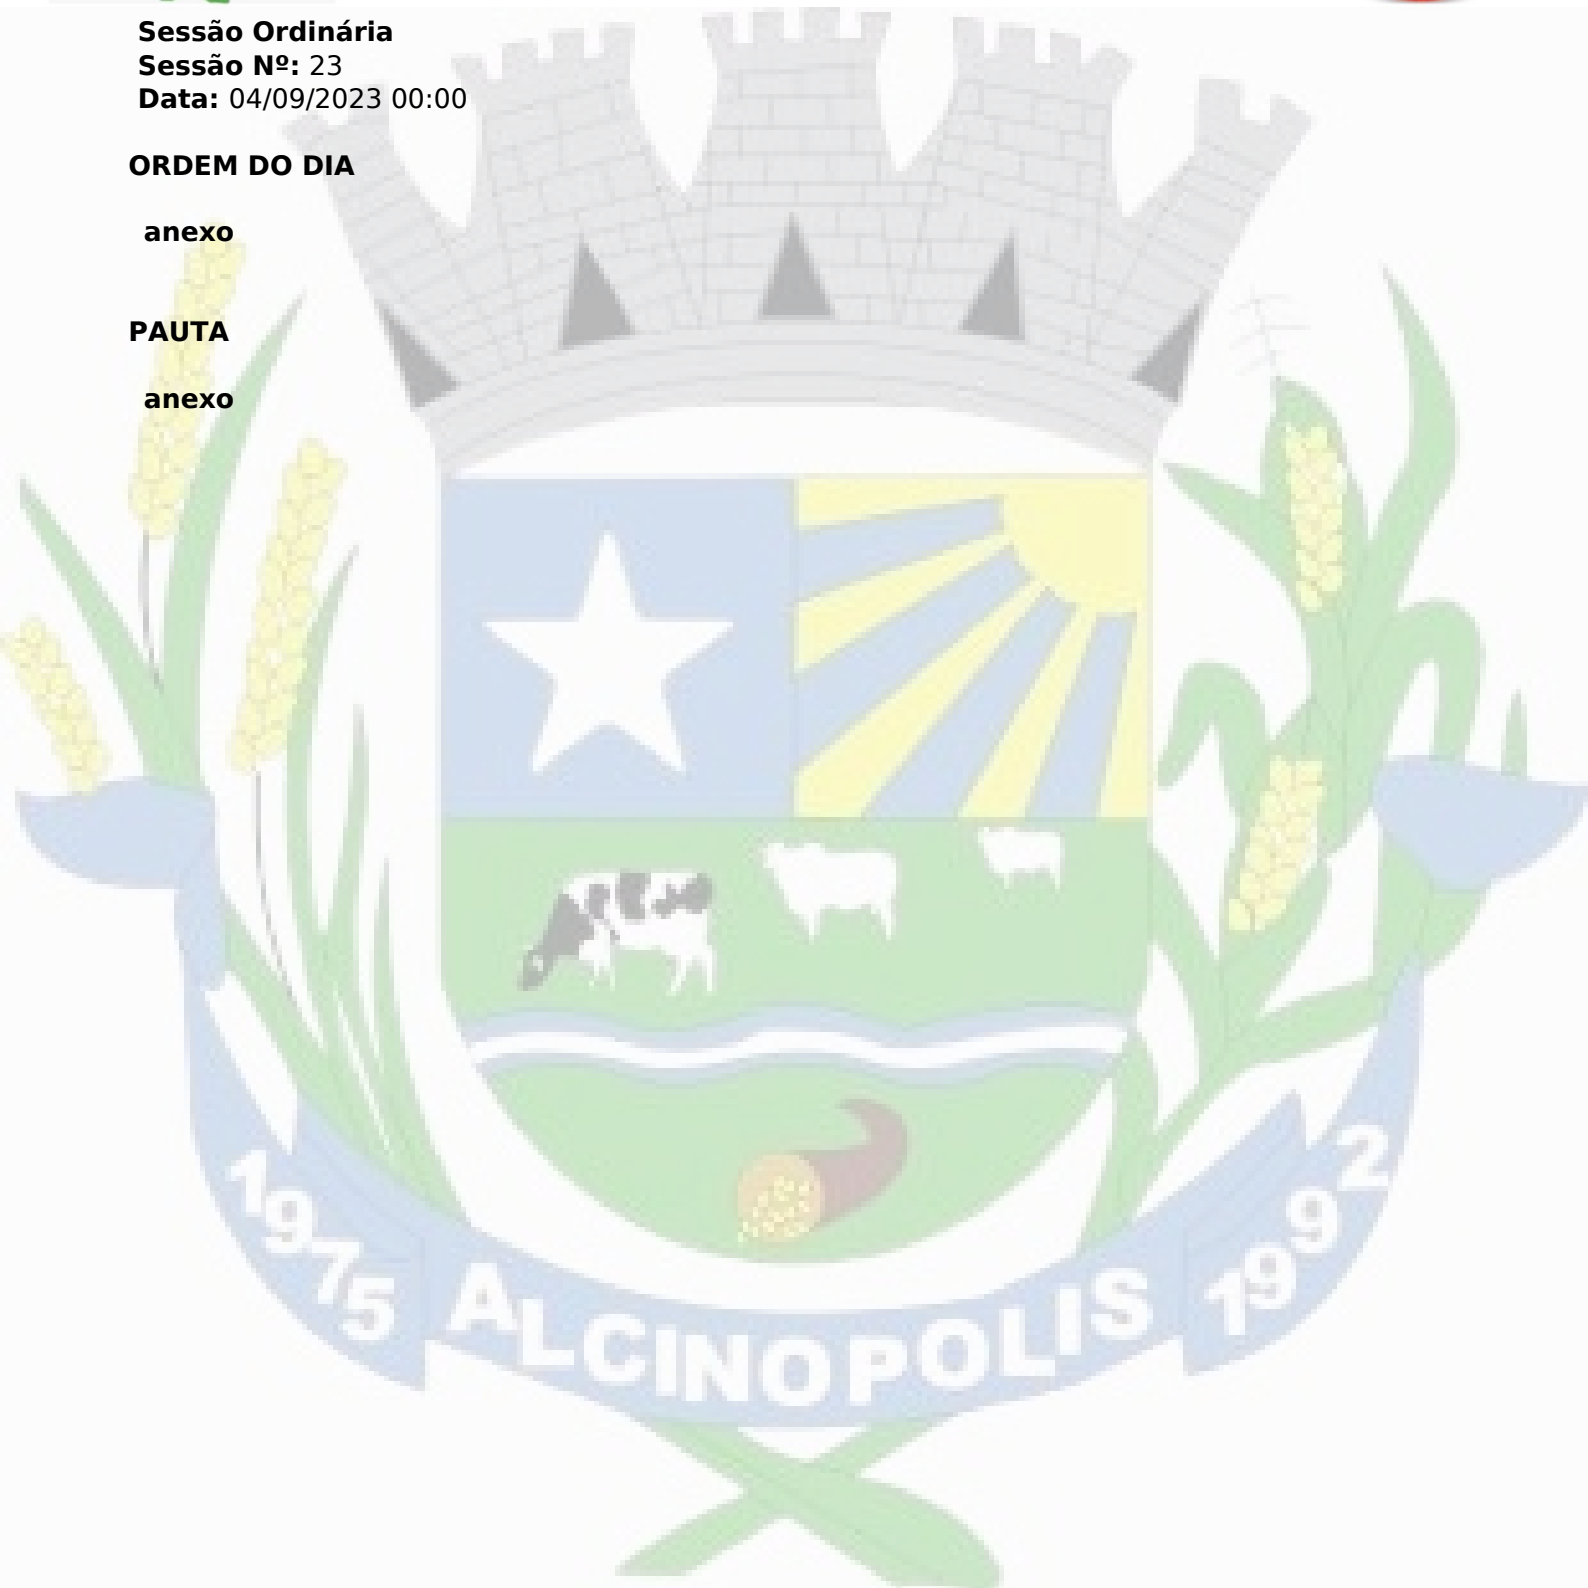 Sessão Ordinária
Sessão Nº: 23
Data: 04/09/2023 00:00
ORDEM DO DIA
anexo
PAUTA
anexo
1975 ALCINOPOLIS 1992